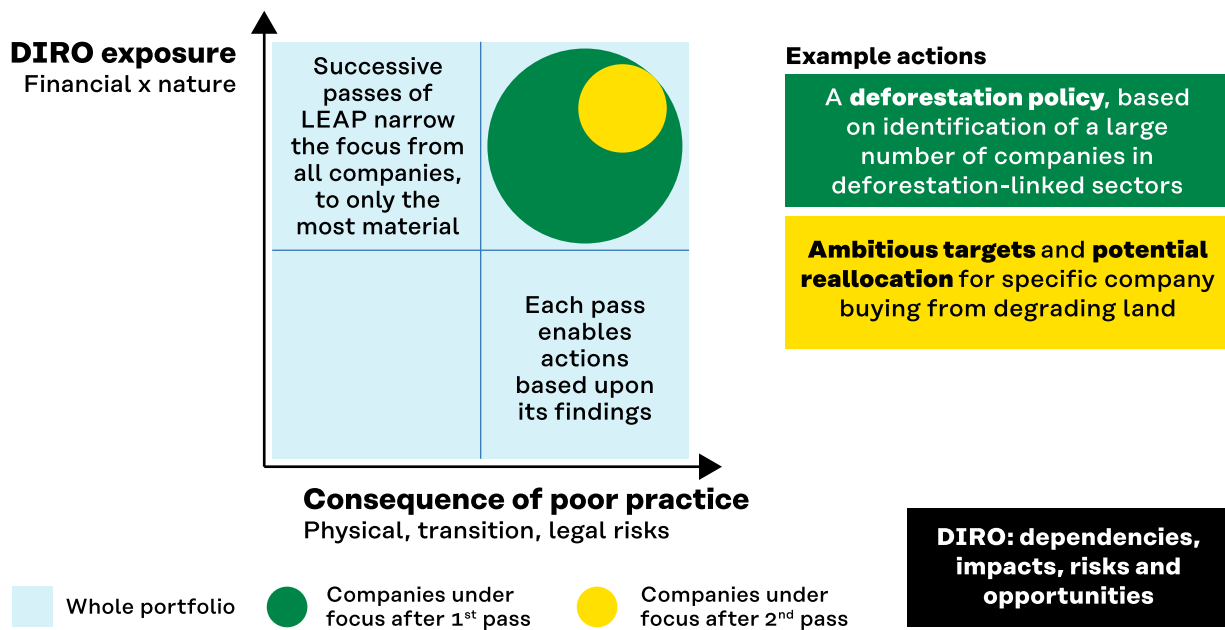 DIRO exposure
Financial x nature
Successive
passes of
LEAP narrow
the focus from
all companies,
to only the
most material
Each pass
enables
actions
based upon
its findings
Consequence of poor practice
Physical, transition, legal risks
Example actions
A deforestation policy, based
on identification of a large
number of companies in
deforestation-linked sectors
Ambitious targets and potential
reallocation for specific company
buying from degrading land
DIRO: dependencies,
impacts, risks and
opportunities
Whole portfolio
Companies under
focus after 1st pass
Companies under
focus after 2nd pass